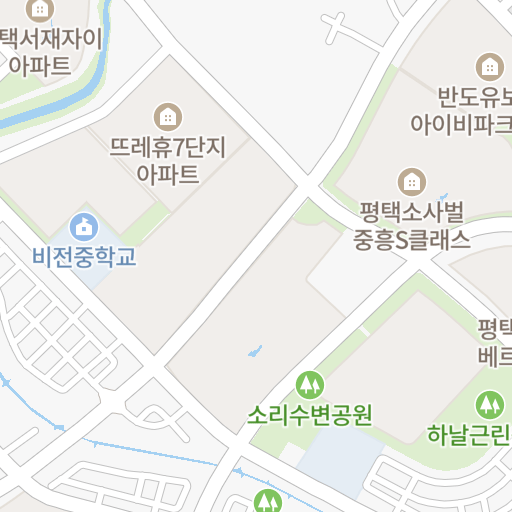 택서재자이
아파트
반도유보
아이비파크
뜨레휴7단지
아파트
평택소사벌
중흥S클래스
비전중학교
평택
베르
소리수변공원
하늘근린